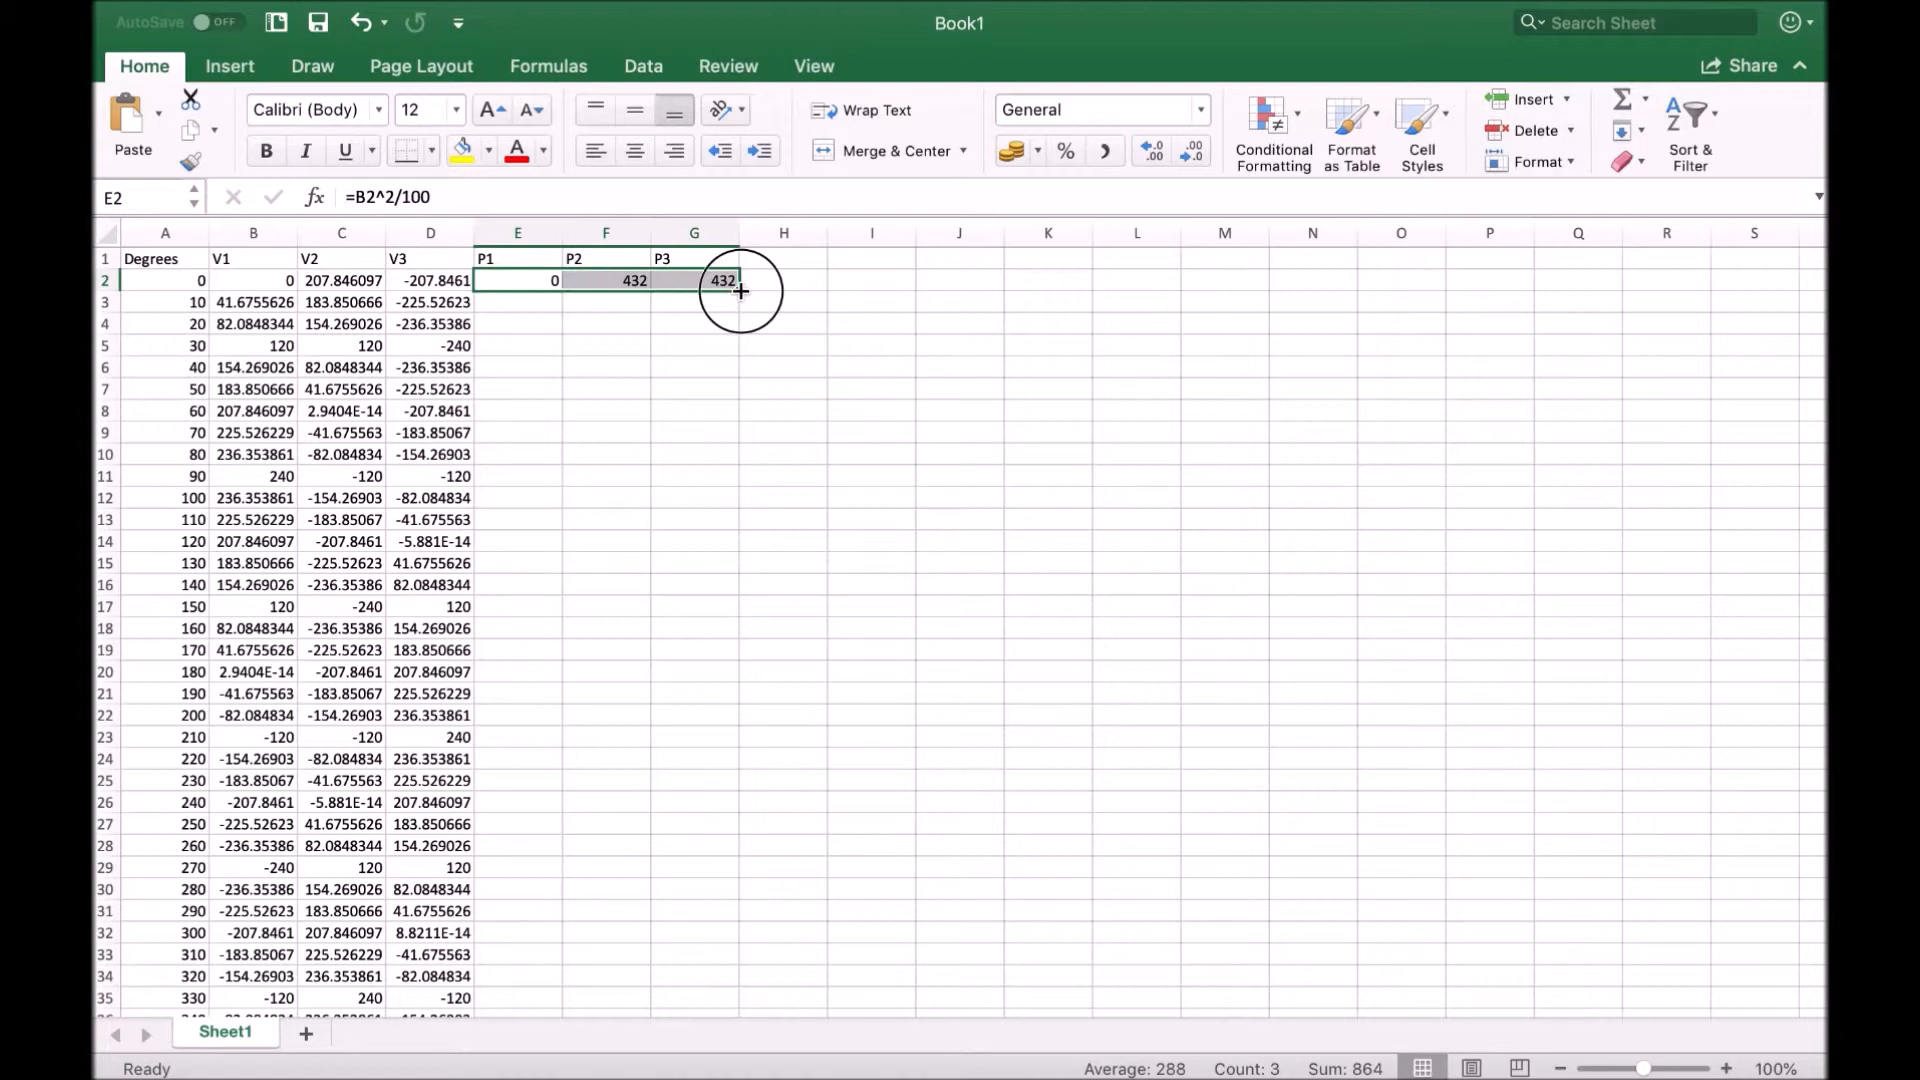 AutoSave OFF Book1 Search Sheet
Home Insert Draw Page Layout Formulas Data Review View Share
Paste Calibri (Body) 12 Wrap Text General Insert
B I U A Merge & Center % Conditional Formatting Format as Table Cell Styles Delete Format Sort & Filter
E2 fx =B2^2/100
A B C D E F G H I J K L M N O P Q R S
1 Degrees V1 V2 V3 P1 P2 P3
2 0 0 207.846097 -207.8461 0 432 432
3 10 41.6755626 183.850666 -225.52623
4 20 82.0848344 154.269026 -236.35386
5 30 120 120 -240
6 40 154.269026 82.0848344 -236.35386
7 50 183.850666 41.6755626 -225.52623
8 60 207.846097 2.9404E-14 -207.8461
9 70 225.526229 -41.675563 -183.85067
10 80 236.353861 -82.084834 -154.26903
11 90 240 -120 -120
12 100 236.353861 -154.26903 -82.084834
13 110 225.526229 -183.85067 -41.675563
14 120 207.846097 -207.8461 -5.881E-14
15 130 183.850666 -225.52623 41.6755626
16 140 154.269026 -236.35386 82.0848344
17 150 120 -240 120
18 160 82.0848344 -236.35386 154.269026
19 170 41.6755626 -225.52623 183.850666
20 180 2.9404E-14 -207.8461 207.846097
21 190 -41.675563 -183.85067 225.526229
22 200 -82.084834 -154.26903 236.353861
23 210 -120 -120 240
24 220 -154.26903 -82.084834 236.353861
25 230 -183.85067 -41.675563 225.526229
26 240 -207.8461 -5.881E-14 207.846097
27 250 -225.52623 41.6755626 183.850666
28 260 -236.35386 82.0848344 154.269026
29 270 -240 120 120
30 280 -236.35386 154.269026 82.0848344
31 290 -225.52623 183.850666 41.6755626
32 300 -207.8461 207.846097 8.8211E-14
33 310 -183.85067 225.526229 -41.675563
34 320 -154.26903 236.353861 -82.084834
35 330 -120 240 -120
Sheet1
Ready Average: 288 Count: 3 Sum: 864 100%